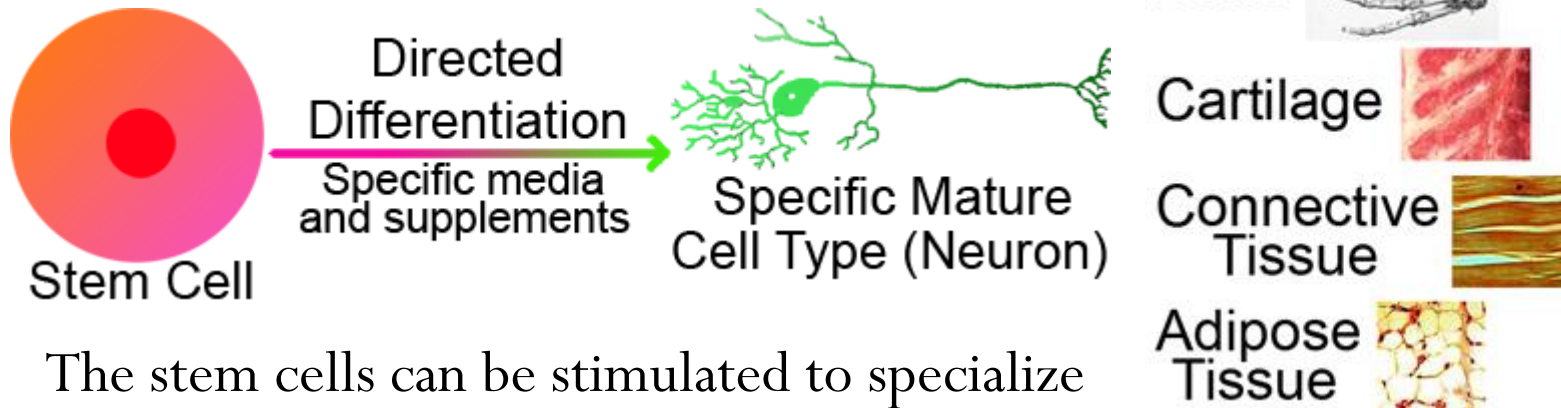 Directed
Differentiation
Specific media
and supplements
Stem Cell
Specific Mature
Cell Type (Neuron)
The stem cells can be stimulated to specialize
Cartilage
Connective
Tissue
Adipose
Tissue